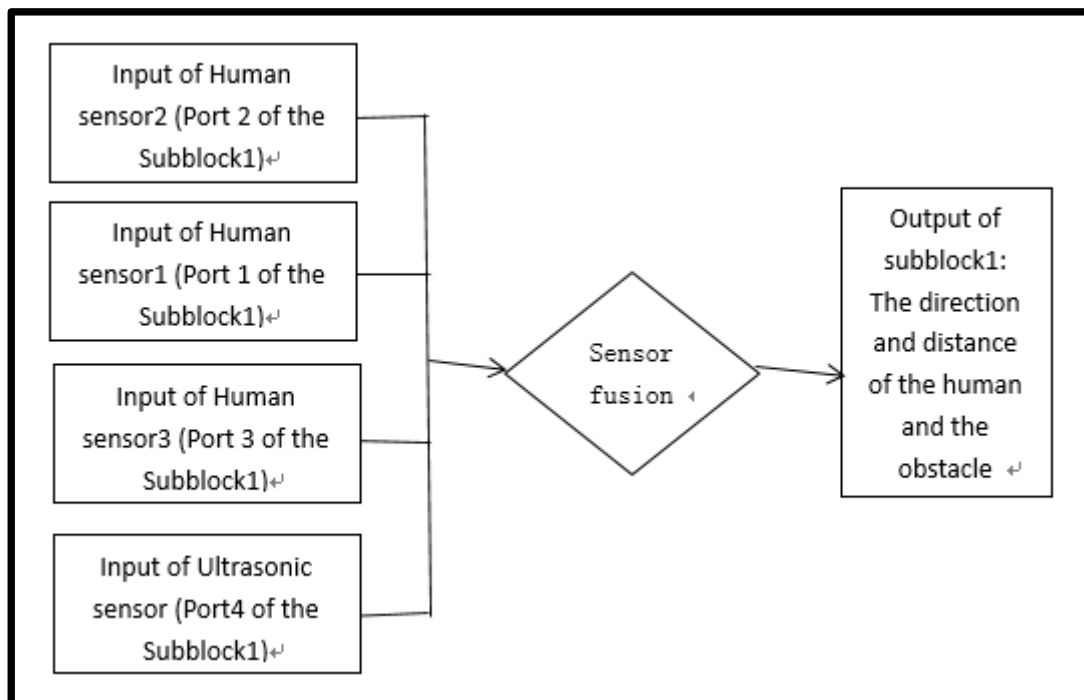 Input of Human
sensor2 (Port 2 of the
Subblock1)↵
Input of Human
sensor1 (Port 1 of the
Subblock1)↵
Input of Human
sensor3 (Port 3 of the
Subblock1)↵
Input of Ultrasonic
sensor (Port4 of the
Subblock1)↵
Sensor
fusion
Output of
subblock1:
The direction
and distance
of the human
and the
obstacle ↵